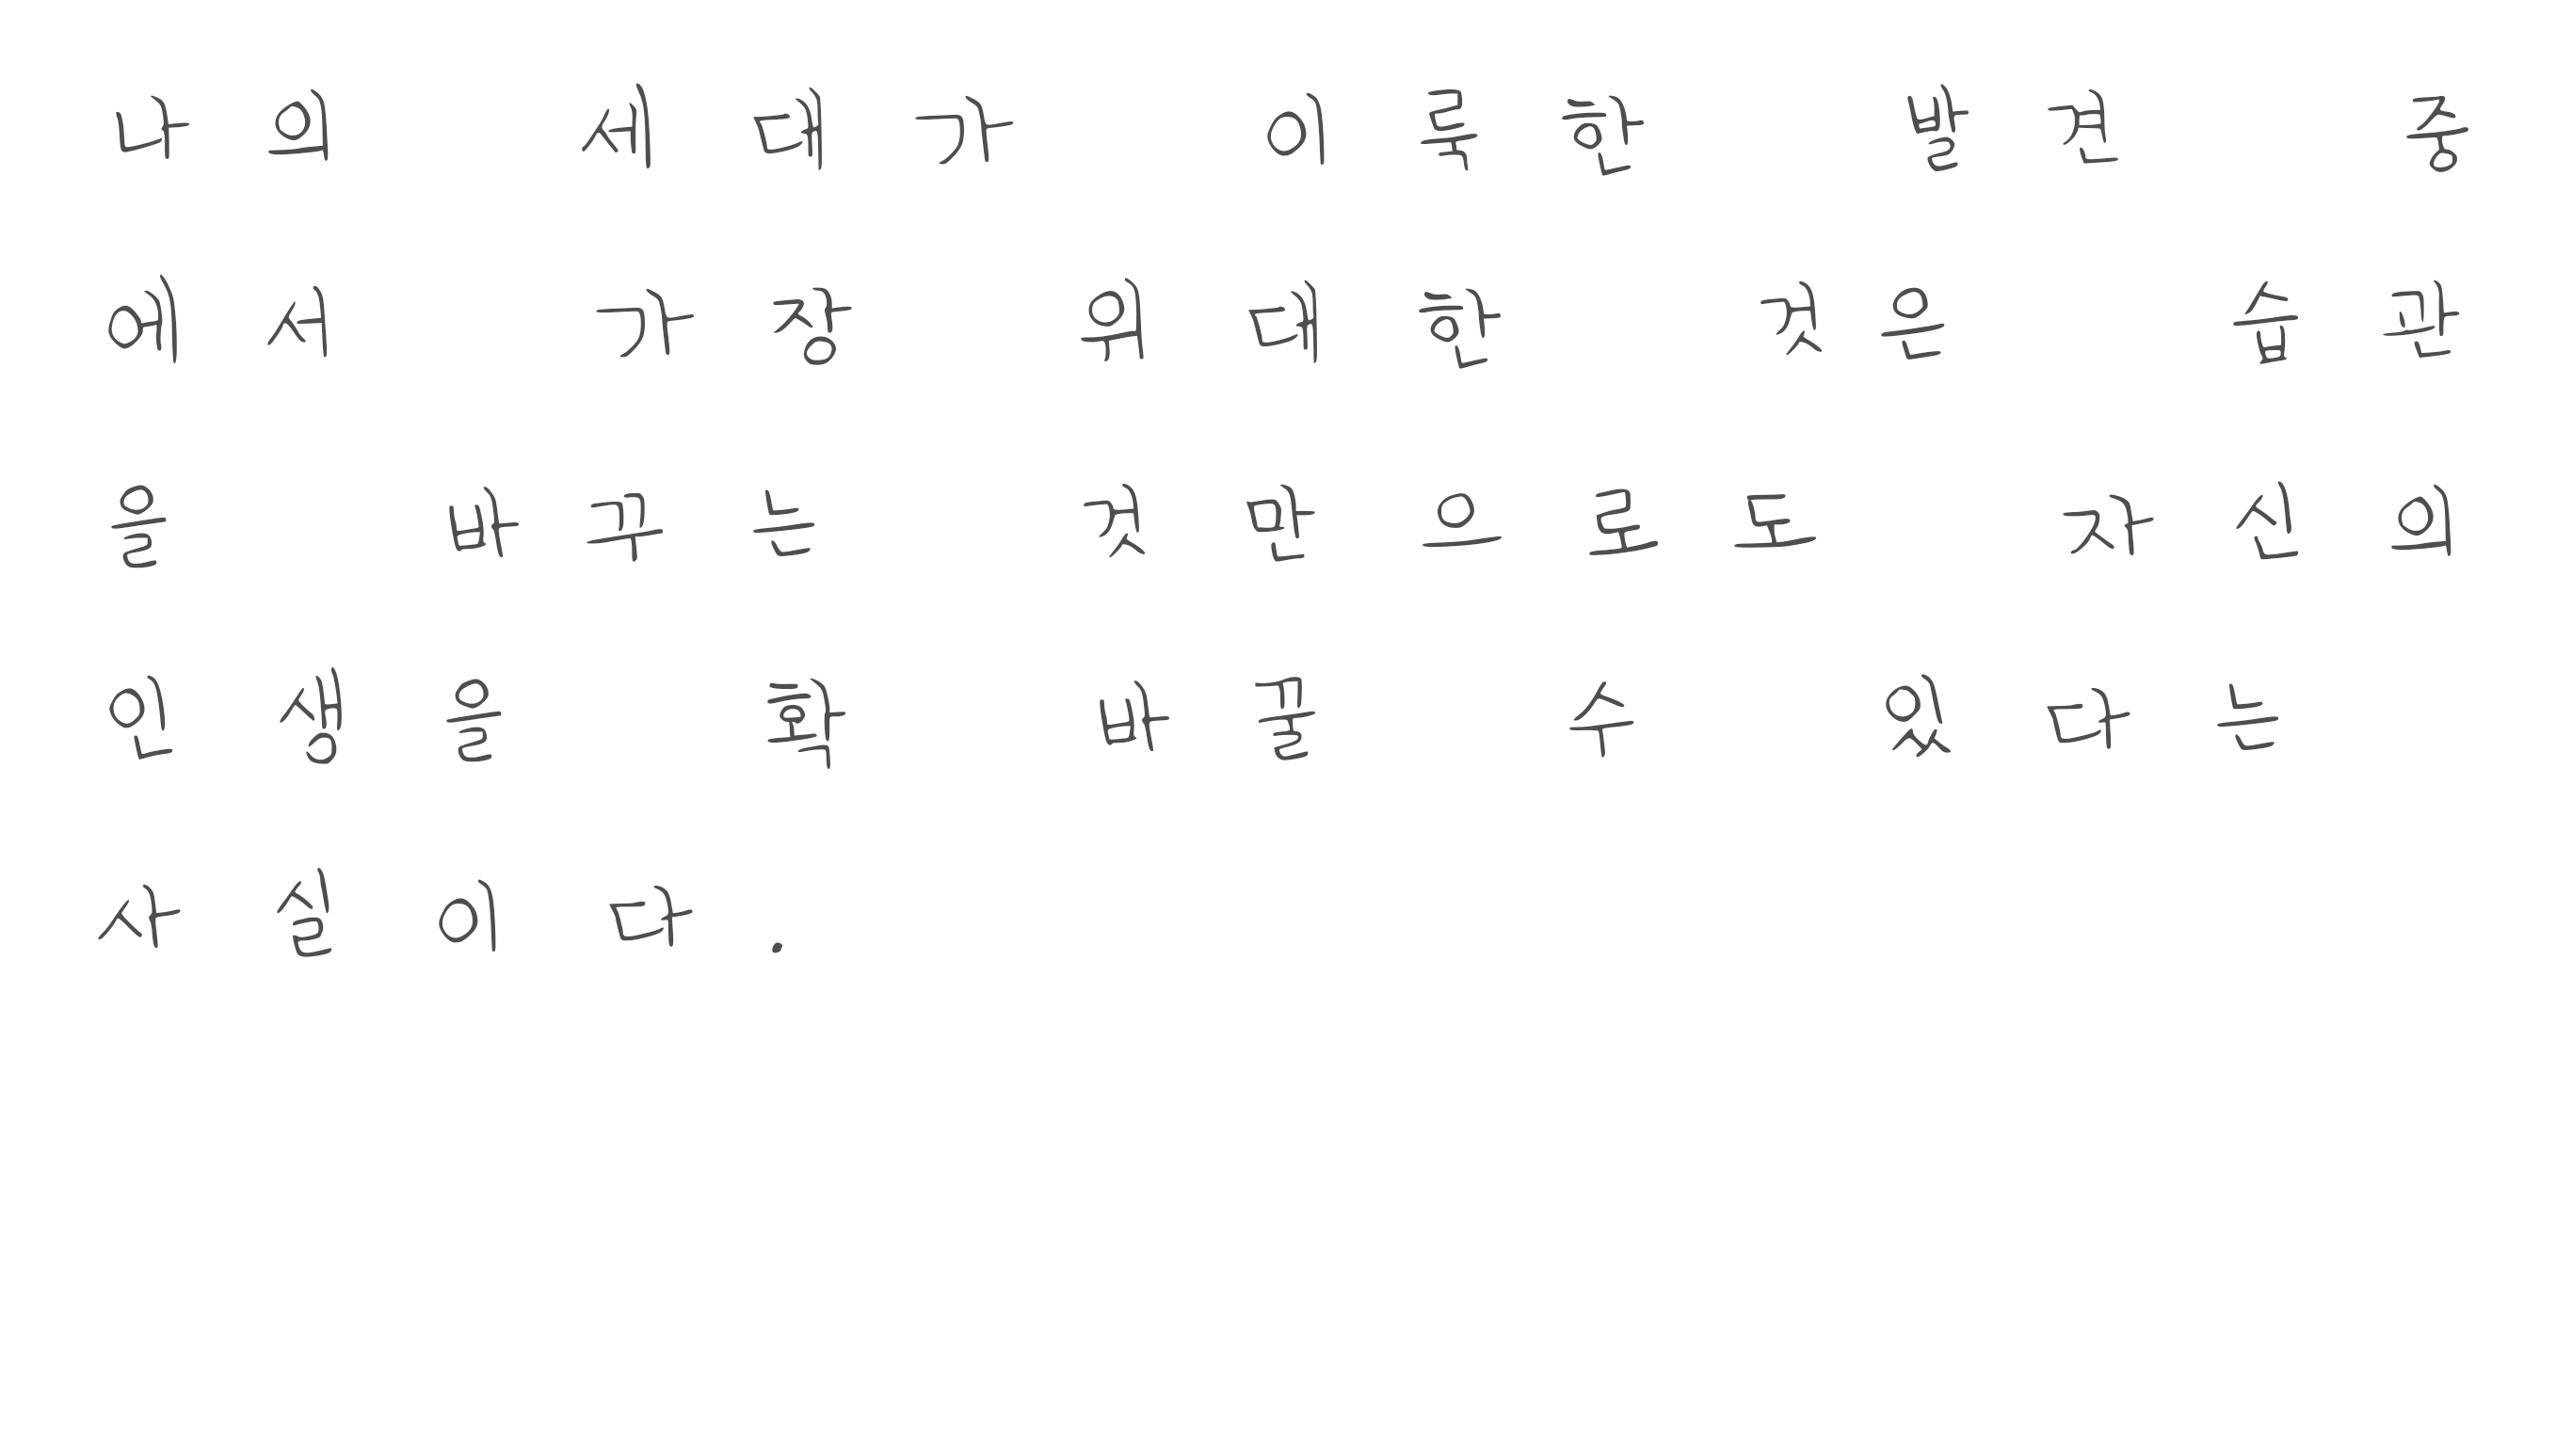 나의 세대가 이룩한 발견 중
에서 가장 위대한 것은 습관
을 바꾸는 것만으로도 자신의
인생을 확 바꿀 수 있다는
사실이다.